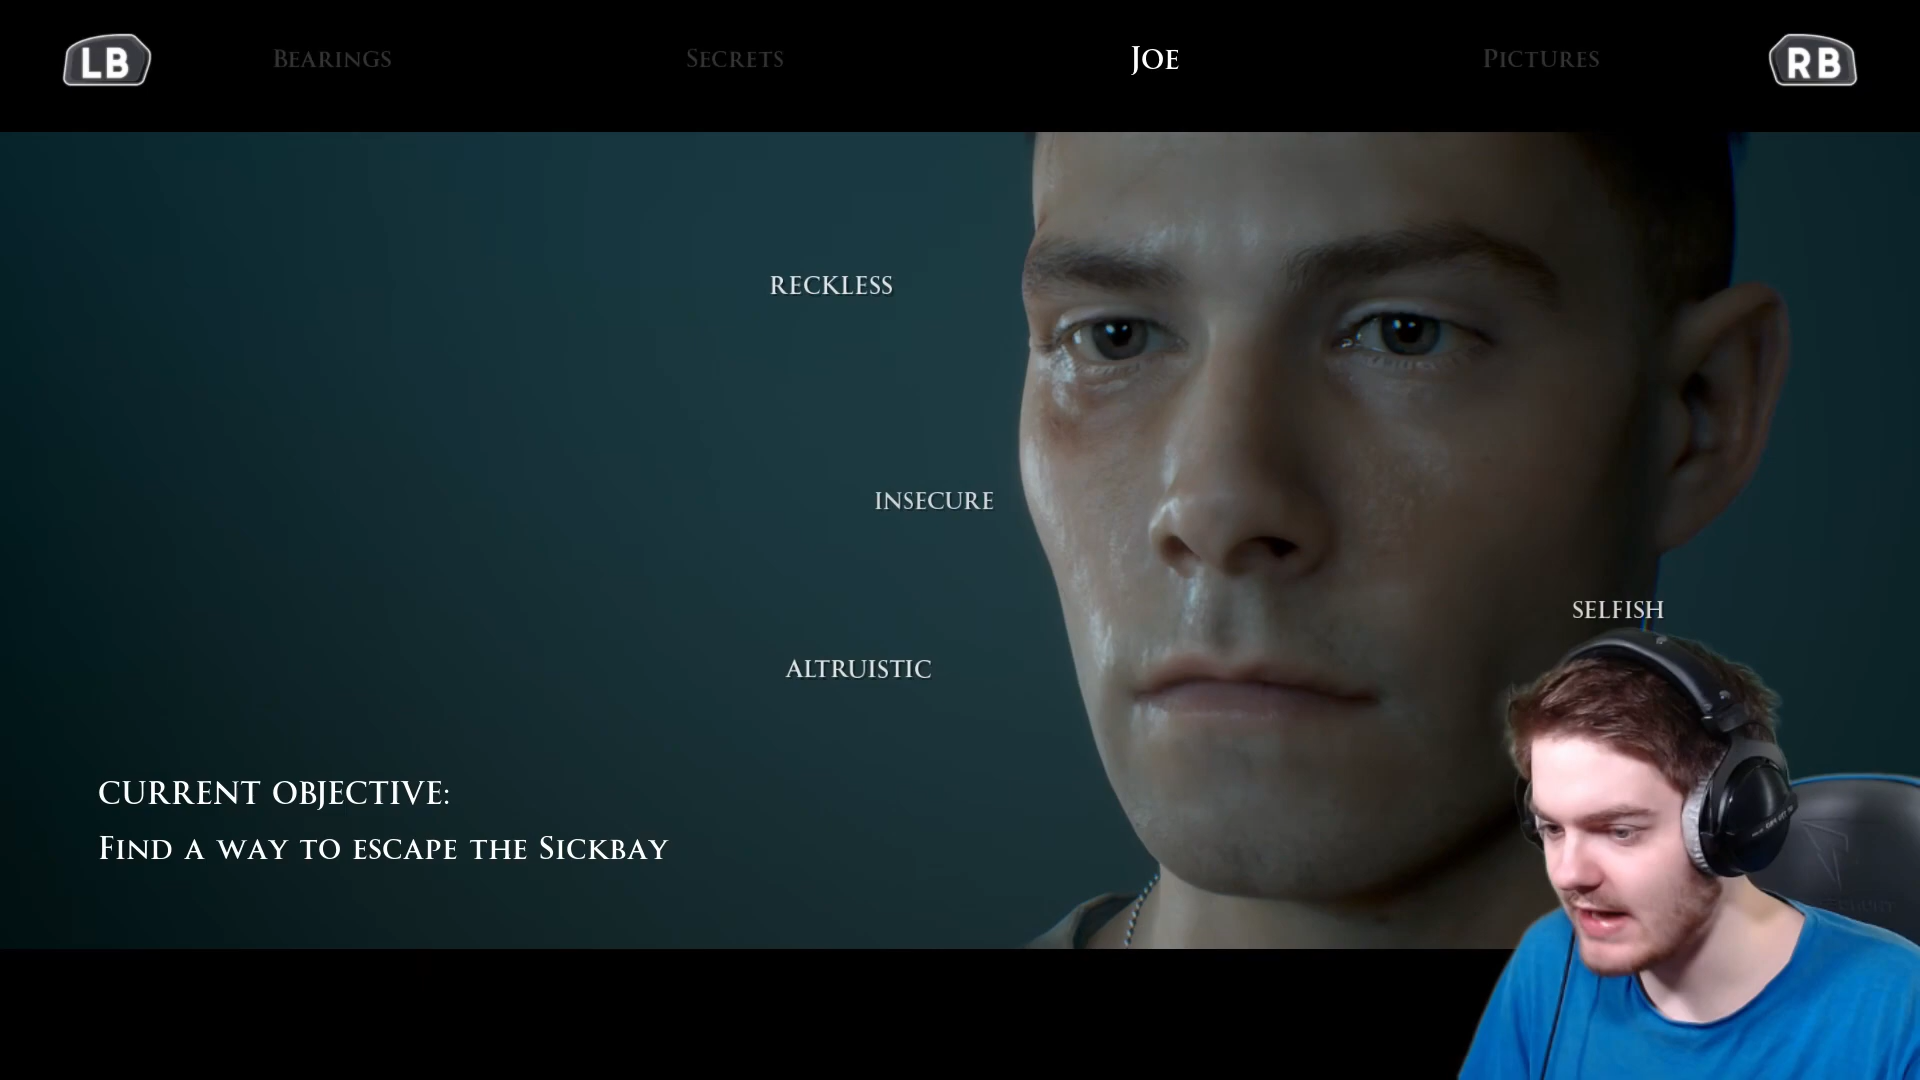 LB
Bearings
Secrets
Joe
Pictures
RB
RECKLESS
INSECURE
SELFISH
ALTRUISTIC
CURRENT OBJECTIVE:
Find a way to escape the Sickbay